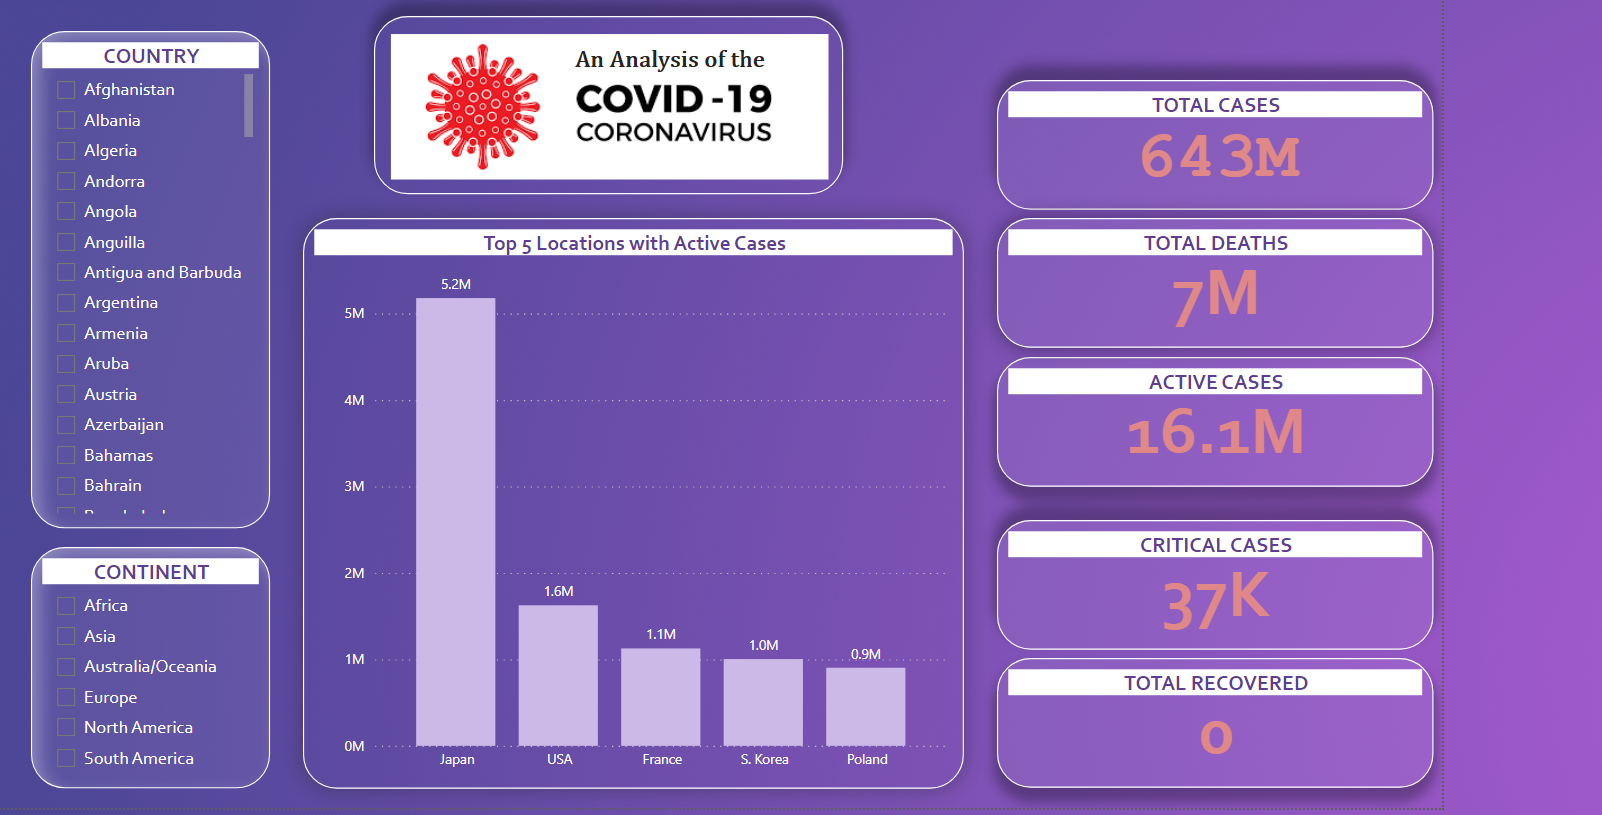 COUNTRY
Afghanistan
Albania
Algeria
Andorra
Angola
Anguilla
Antigua and Barbuda
Argentina
Armenia
Aruba
Austria
Azerbaijan
Bahamas
Bahrain
CONTINENT
Africa
Asia
Australia/Oceania
Europe
North America
South America
An Analysis of the
COVID -19
CORONAVIRUS
Top 5 Locations with Active Cases
5M
4M
3M
2M
1M
0M
5.2M
1.6M
1.1M
1.0M
0.9M
Japan
USA
France
S. Korea
Poland
TOTAL CASES
643M
TOTAL DEATHS
7M
ACTIVE CASES
16.1M
CRITICAL CASES
37K
TOTAL RECOVERED
0